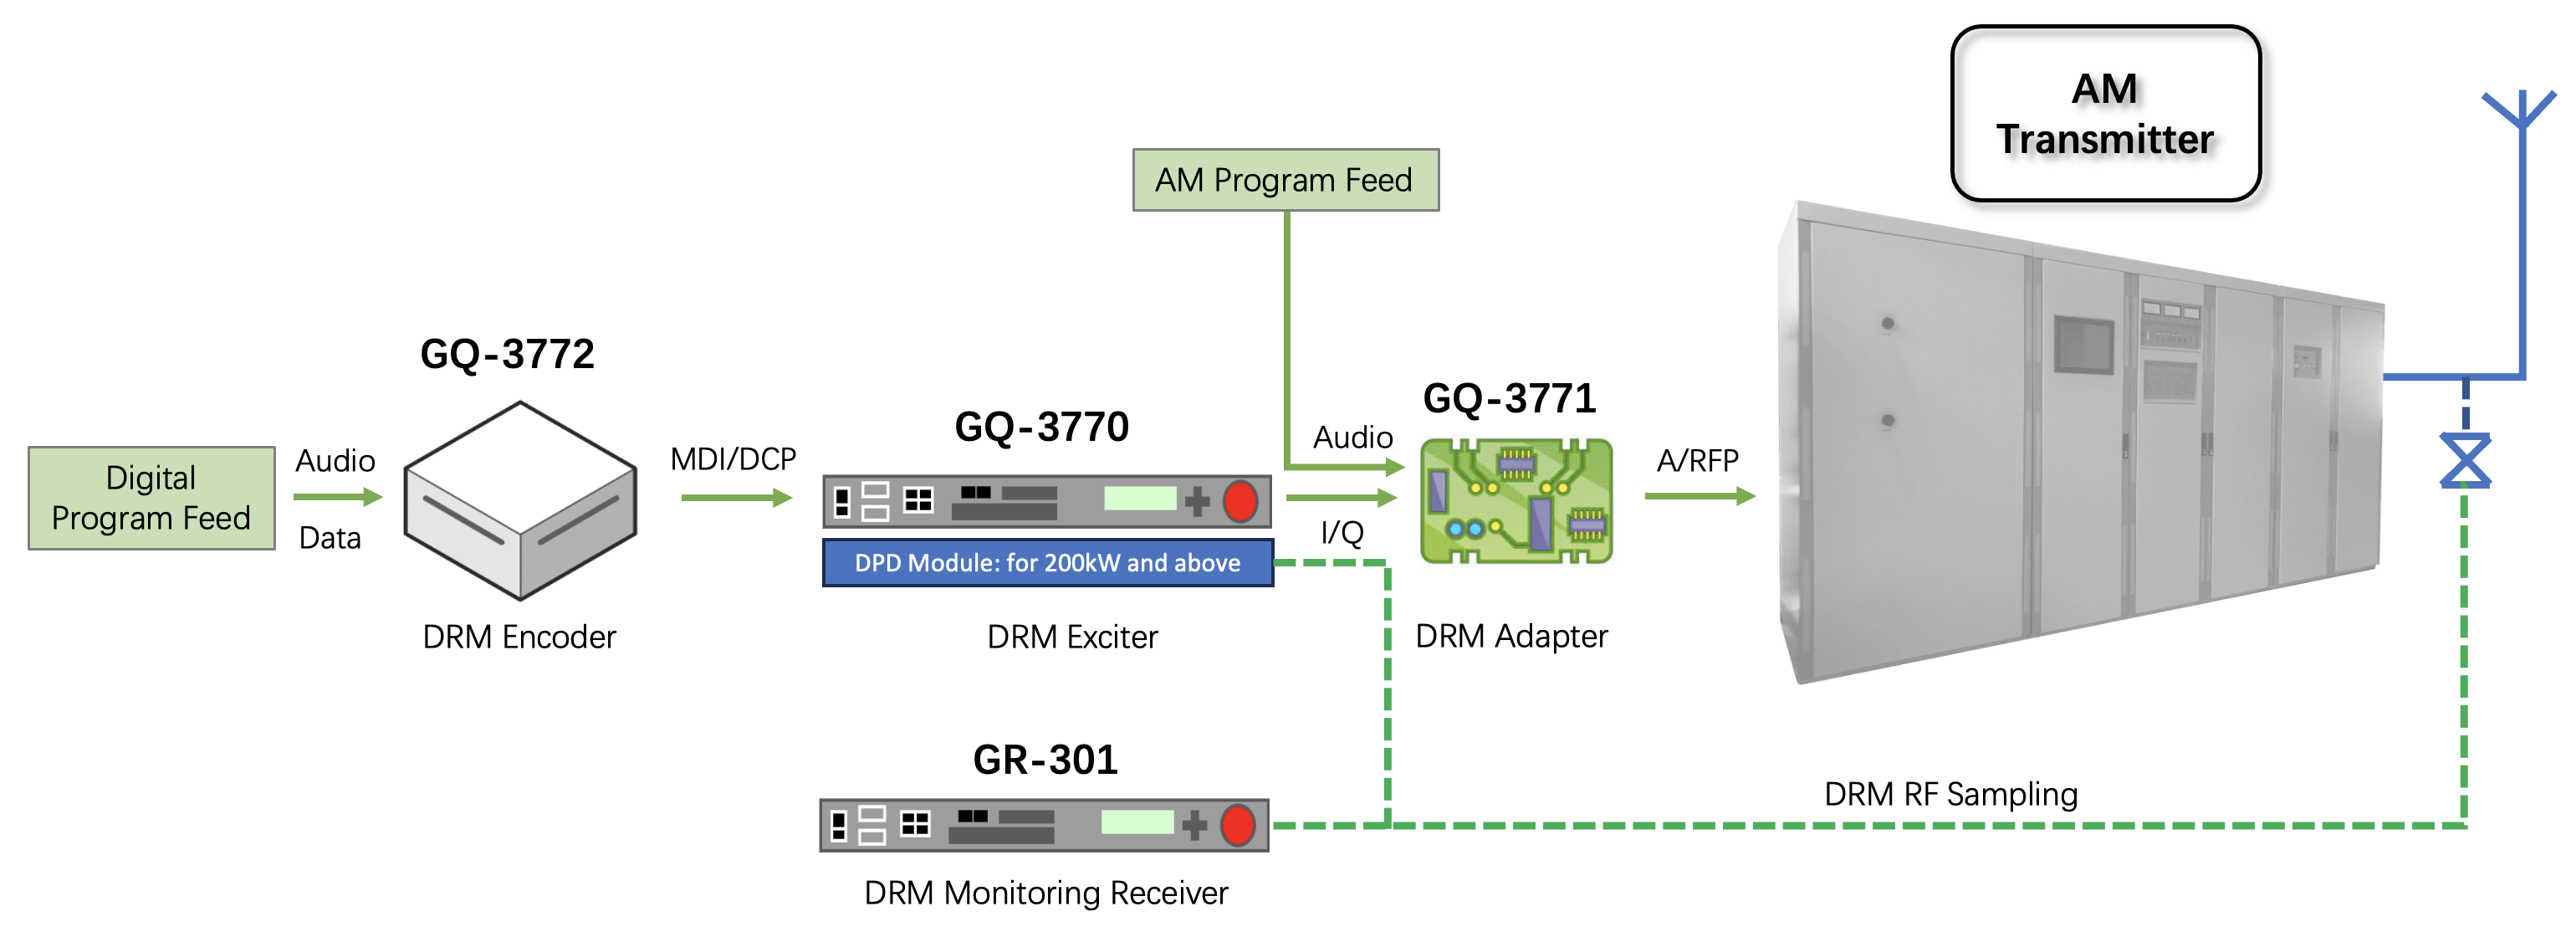 AM
Transmitter
AM Program Feed
GQ-3772
GQ-3771
GQ-3770
Digital
Program Feed
Audio
Data
MDI/DCP
Audio
I/Q
A/RFP
DPD Module: for 200kW and above
DRM Encoder
DRM Exciter
DRM Adapter
GR-301
DRM RF Sampling
DRM Monitoring Receiver